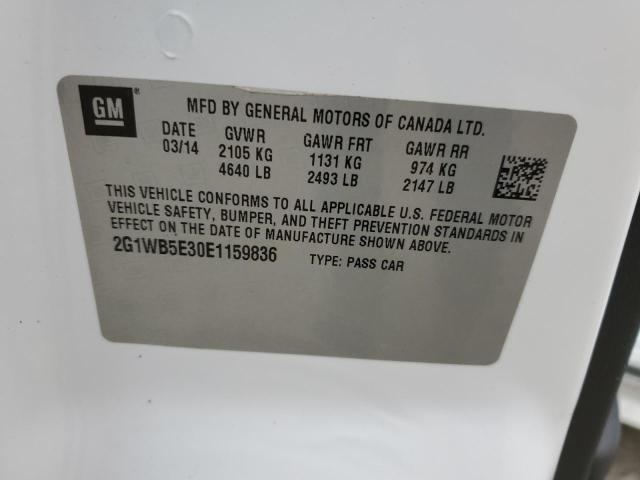 GM®
MFD BY GENERAL MOTORS OF CANADA LTD.
DATE GVWR GAWR FRT GAWR RR
03/14 2105 KG 1131 KG 974 KG
4640 LB 2493 LB 2147 LB
THIS VEHICLE CONFORMS TO ALL APPLICABLE U.S. FEDERAL MOTOR
VEHICLE SAFETY, BUMPER, AND THEFT PREVENTION STANDARDS IN
EFFECT ON THE DATE OF MANUFACTURE SHOWN ABOVE.
2G1WB5E30E1159836 TYPE: PASS CAR